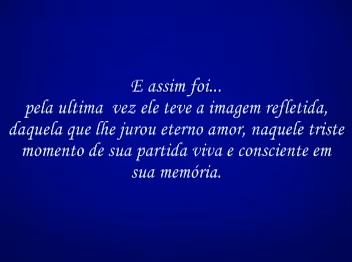 E assim foi...
pela ultima vez ele teve a imagem refletida,
daquela que lhe jurou eterno amor, naquele triste
momento de sua partida viva e consciente em
sua memória.